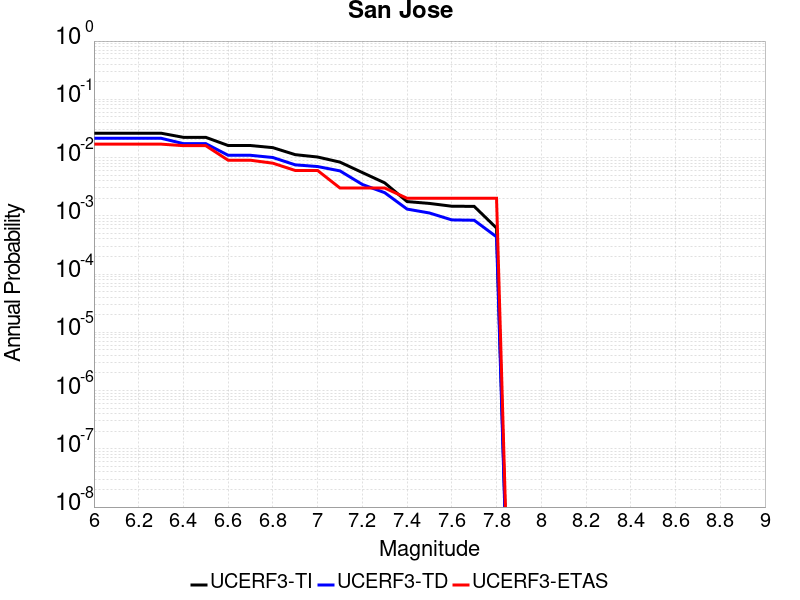 San Jose
Annual Probability
10^0
10^-1
10^-2
10^-3
10^-4
10^-5
10^-6
10^-7
10^-8
6 6.2 6.4 6.6 6.8 7 7.2 7.4 7.6 7.8 8 8.2 8.4 8.6 8.8 9
Magnitude
UCERF3-TI UCERF3-TD UCERF3-ETAS